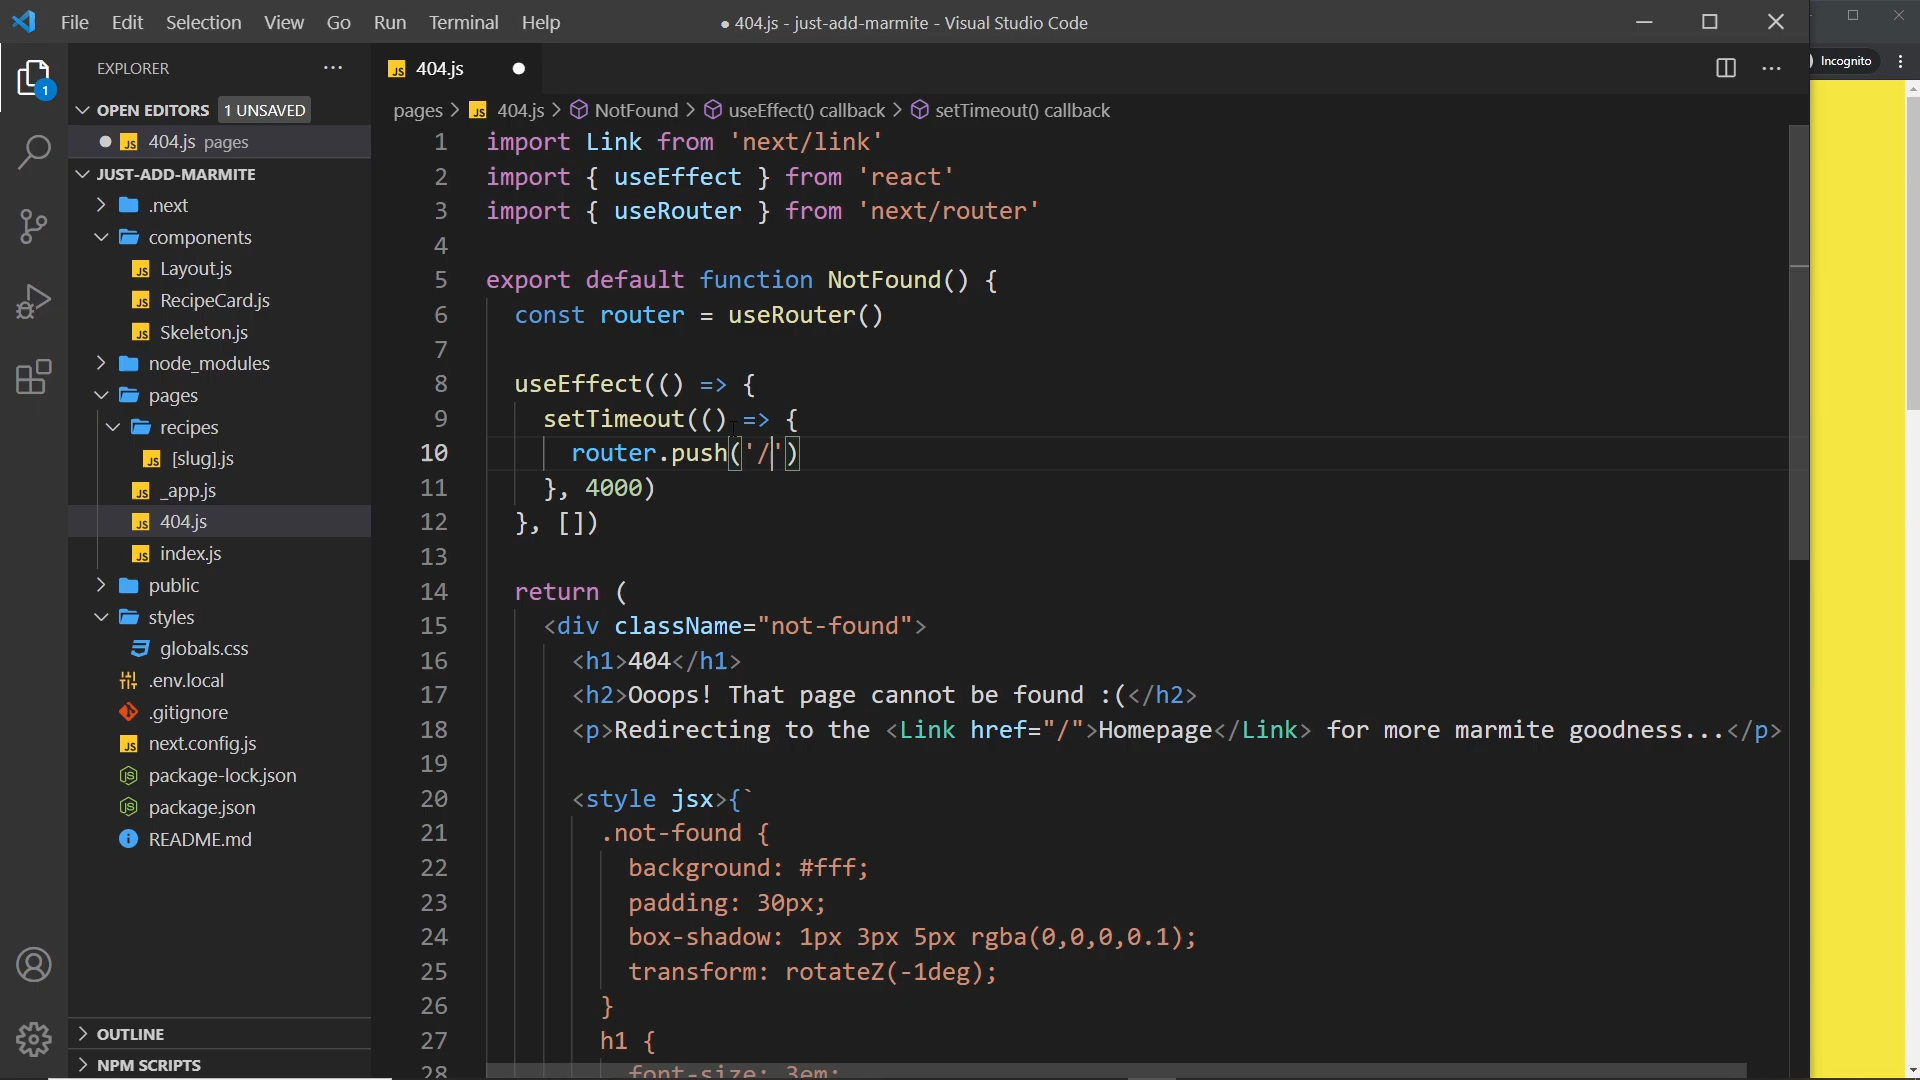 File Edit Selection View Go Run Terminal Help
● 404.js - just-add-marmite - Visual Studio Code
Incognito
EXPLORER
OPEN EDITORS 1 UNSAVED
404.js pages
JUST-ADD-MARMITE
.next
components
Layout.js
RecipeCard.js
Skeleton.js
node_modules
pages
recipes
[slug].js
_app.js
404.js
index.js
public
styles
globals.css
.env.local
.gitignore
next.config.js
package-lock.json
package.json
README.md
OUTLINE
NPM SCRIPTS
1
404.js
pages > 404.js > NotFound > useEffect() callback > setTimeout() callback
1 import Link from 'next/link'
2 import { useEffect } from 'react'
3 import { useRouter } from 'next/router'
4
5 export default function NotFound() {
6 const router = useRouter()
7
8 useEffect(() => {
9 setTimeout(() => {
10 router.push('/')
11 }, 4000)
12 }, [])
13
14 return (
15 <div className="not-found">
16 <h1>404</h1>
17 <h2>Ooops! That page cannot be found :(</h2>
18 <p>Redirecting to the <Link href="/">Homepage</Link> for more marmite goodness...</p>
19
20 <style jsx>{`
21 .not-found {
22 background: #fff;
23 padding: 30px;
24 box-shadow: 1px 3px 5px rgba(0,0,0,0.1);
25 transform: rotateZ(-1deg);
26 }
27 h1 {
28 font-size: 3em;